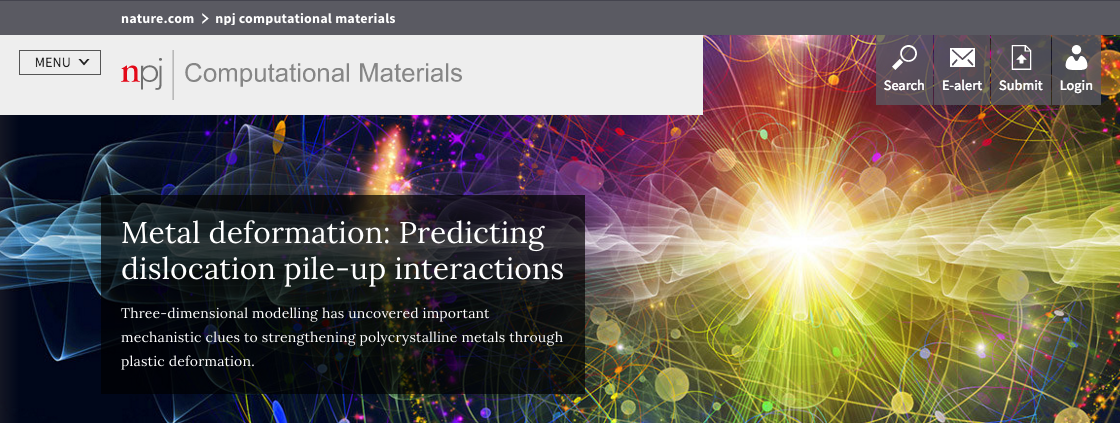 nature.com > npj computational materials
MENU
npj Computational Materials
Search E-alert Submit Login
Metal deformation: Predicting
dislocation pile-up interactions
Three-dimensional modelling has uncovered important
mechanistic clues to strengthening polycrystalline metals through
plastic deformation.